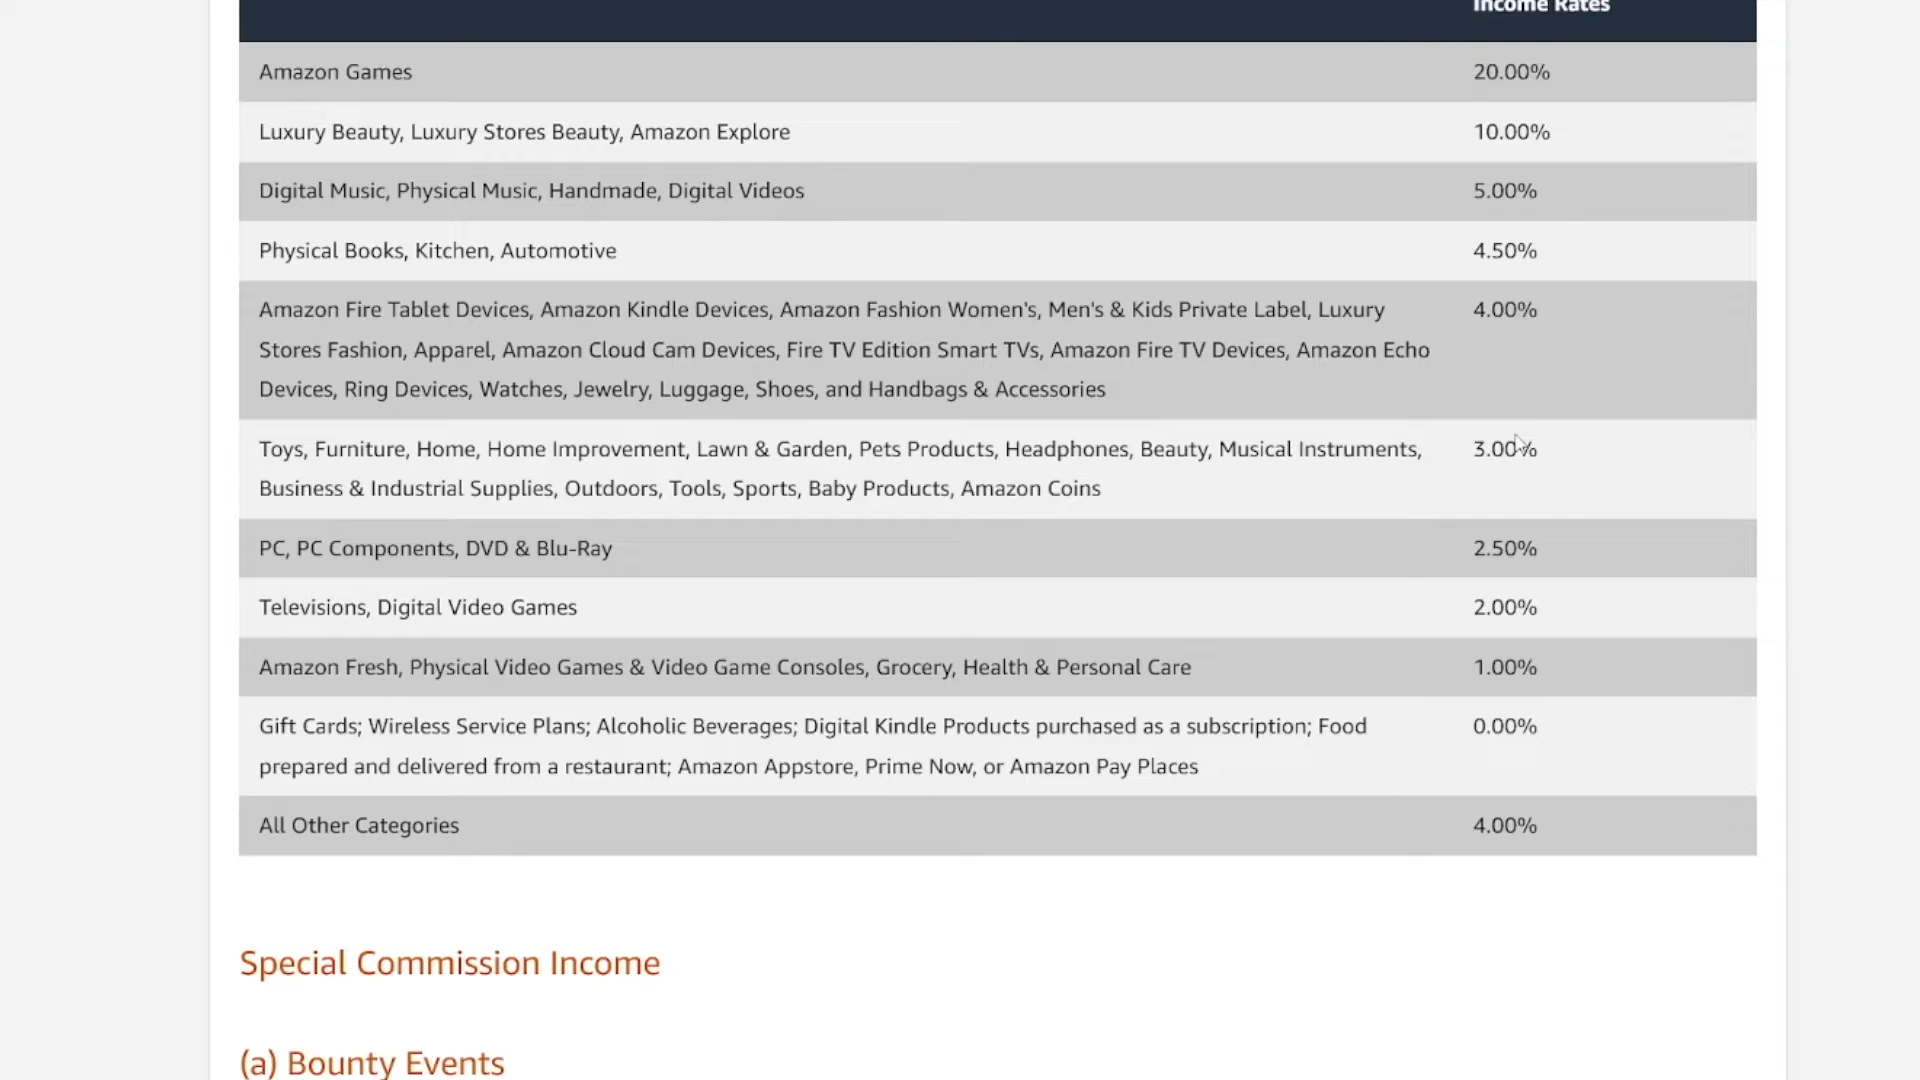 Income Rates
Amazon Games 20.00%
Luxury Beauty, Luxury Stores Beauty, Amazon Explore 10.00%
Digital Music, Physical Music, Handmade, Digital Videos 5.00%
Physical Books, Kitchen, Automotive 4.50%
Amazon Fire Tablet Devices, Amazon Kindle Devices, Amazon Fashion Women's, Men's & Kids Private Label, Luxury 4.00%
Stores Fashion, Apparel, Amazon Cloud Cam Devices, Fire TV Edition Smart TVs, Amazon Fire TV Devices, Amazon Echo
Devices, Ring Devices, Watches, Jewelry, Luggage, Shoes, and Handbags & Accessories
Toys, Furniture, Home, Home Improvement, Lawn & Garden, Pets Products, Headphones, Beauty, Musical Instruments, 3.00%
Business & Industrial Supplies, Outdoors, Tools, Sports, Baby Products, Amazon Coins
PC, PC Components, DVD & Blu-Ray 2.50%
Televisions, Digital Video Games 2.00%
Amazon Fresh, Physical Video Games & Video Game Consoles, Grocery, Health & Personal Care 1.00%
Gift Cards; Wireless Service Plans; Alcoholic Beverages; Digital Kindle Products purchased as a subscription; Food 0.00%
prepared and delivered from a restaurant; Amazon Appstore, Prime Now, or Amazon Pay Places
All Other Categories 4.00%
Special Commission Income
(a) Bounty Events